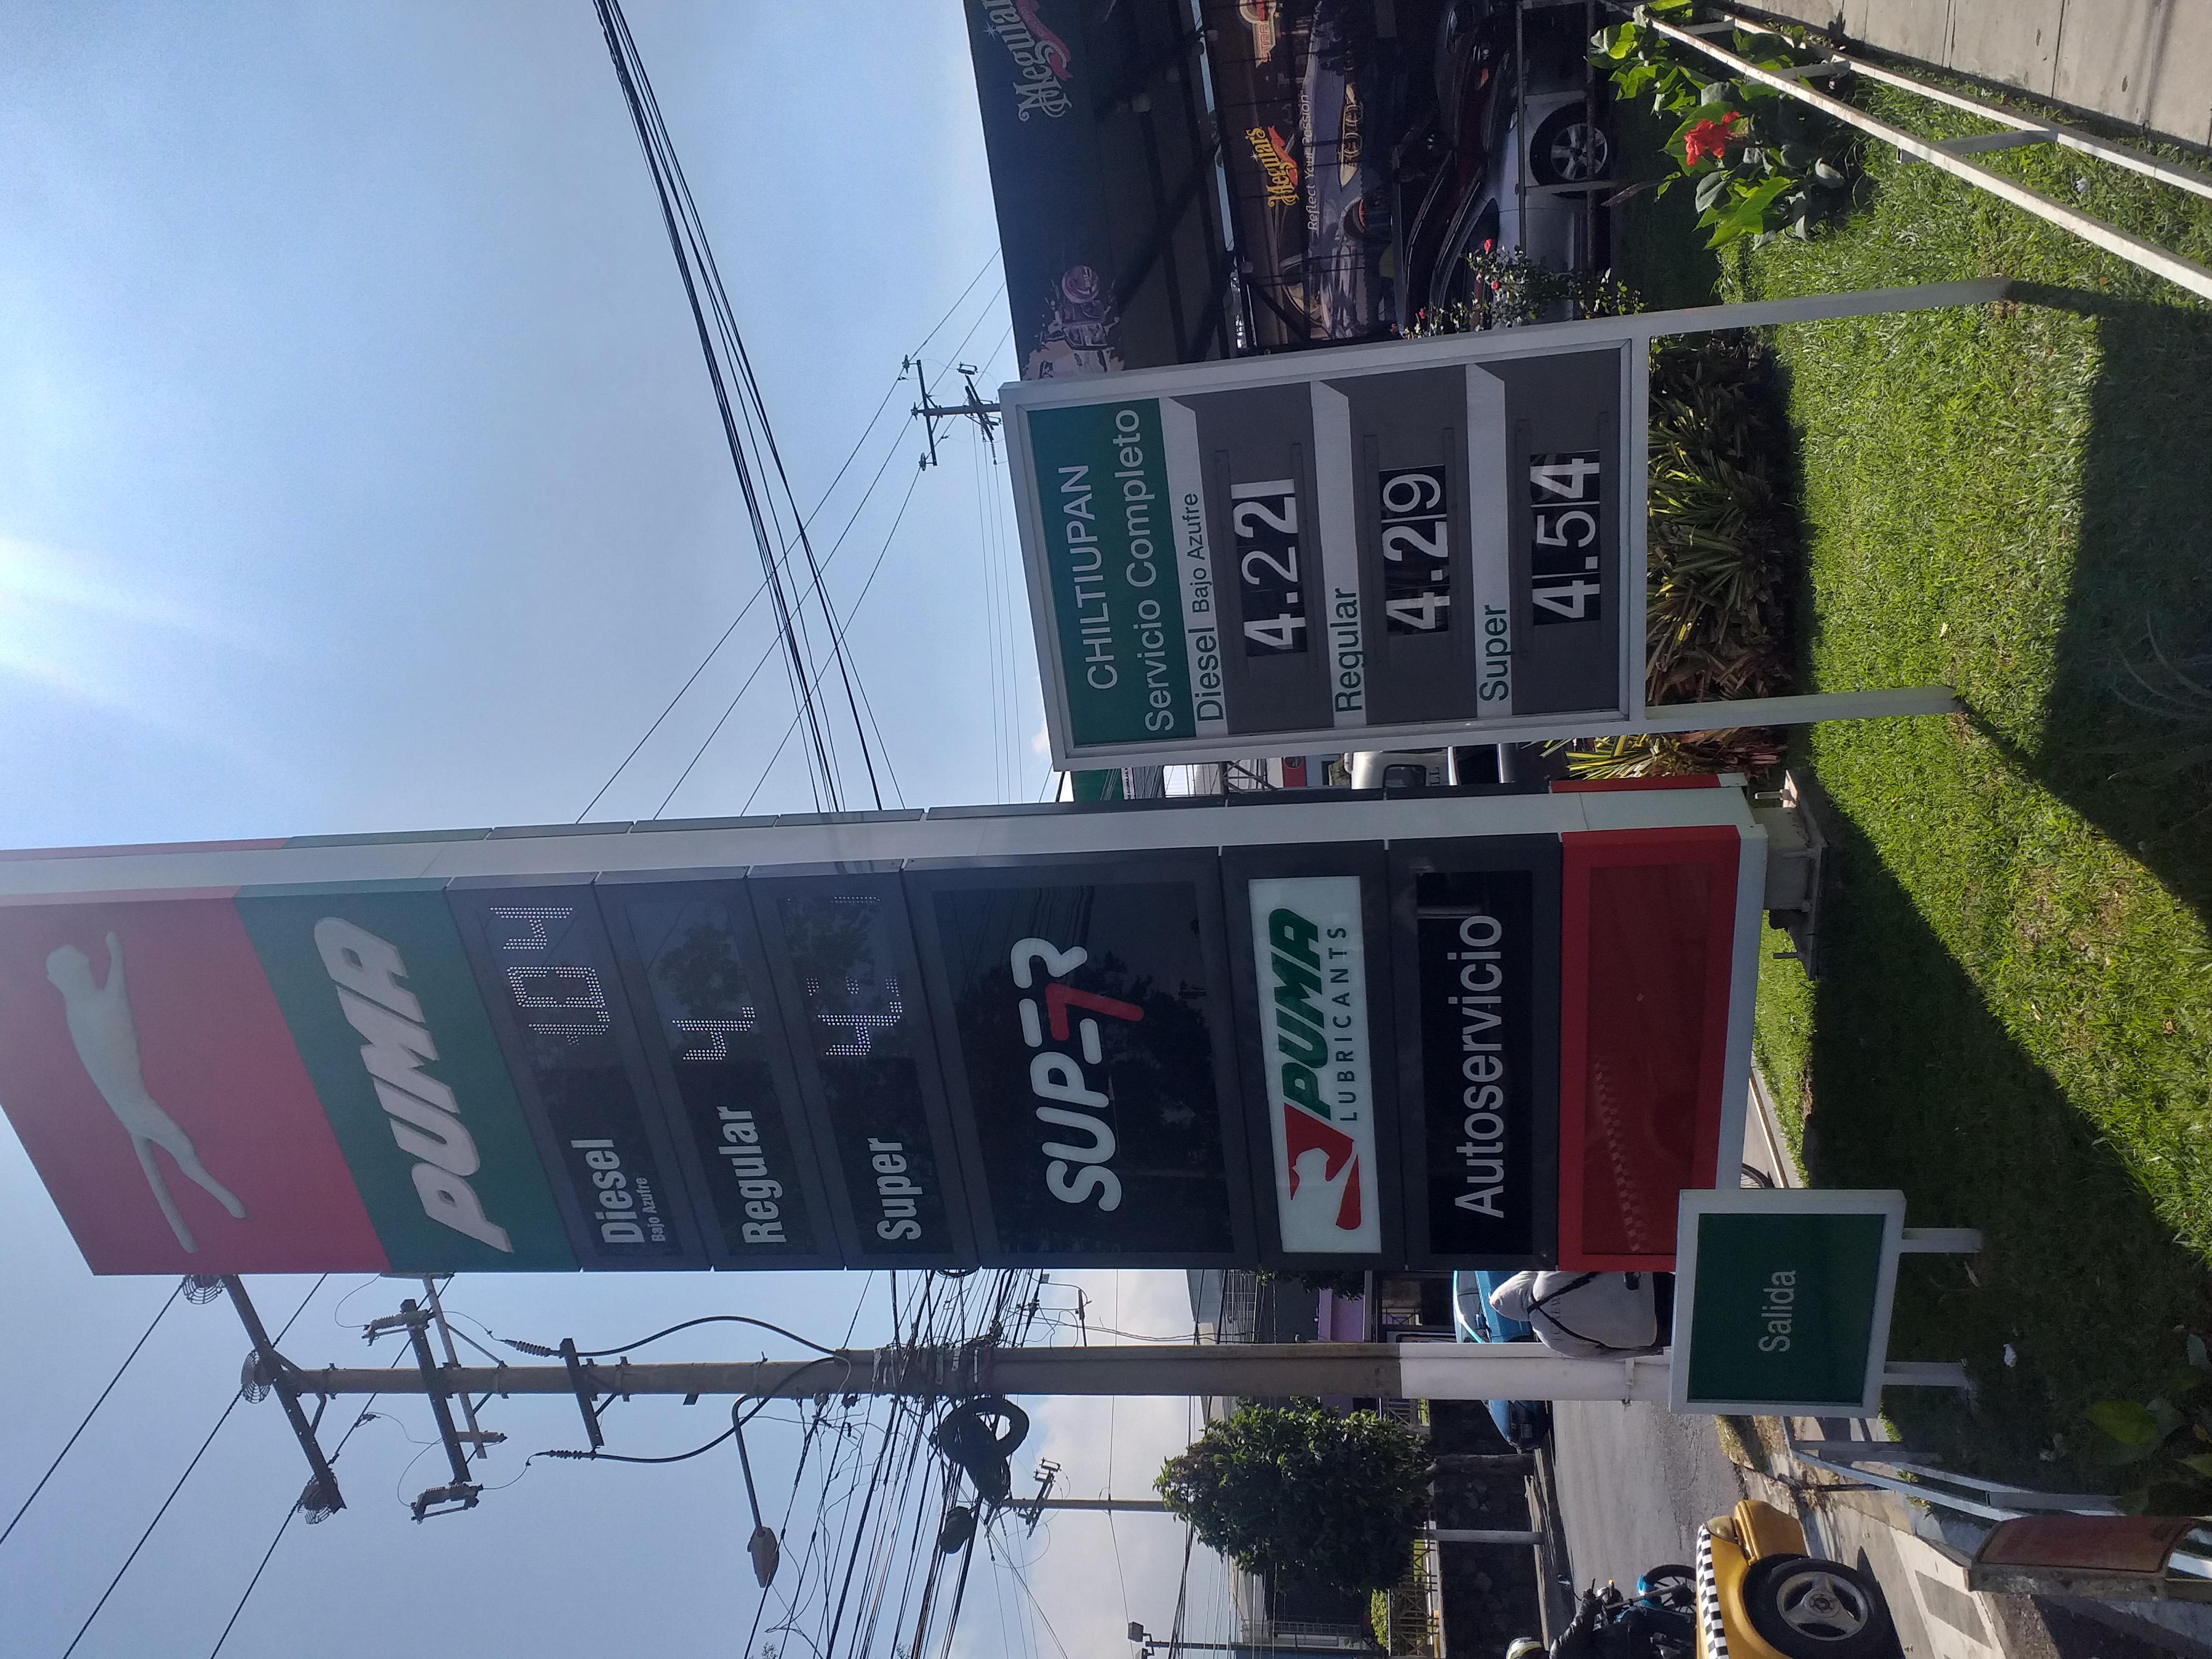 PUMA
Diesel
Bajo Azufre
Regular
Super
SUPER
PUMA
LUBRICANTS
Autoservicio
Salida
CHILTIUPAN
Servicio Completo
Diesel Bajo Azufre
4.22
Regular
4.29
Super
4.54
Meguiar's
Reflect Your Passion